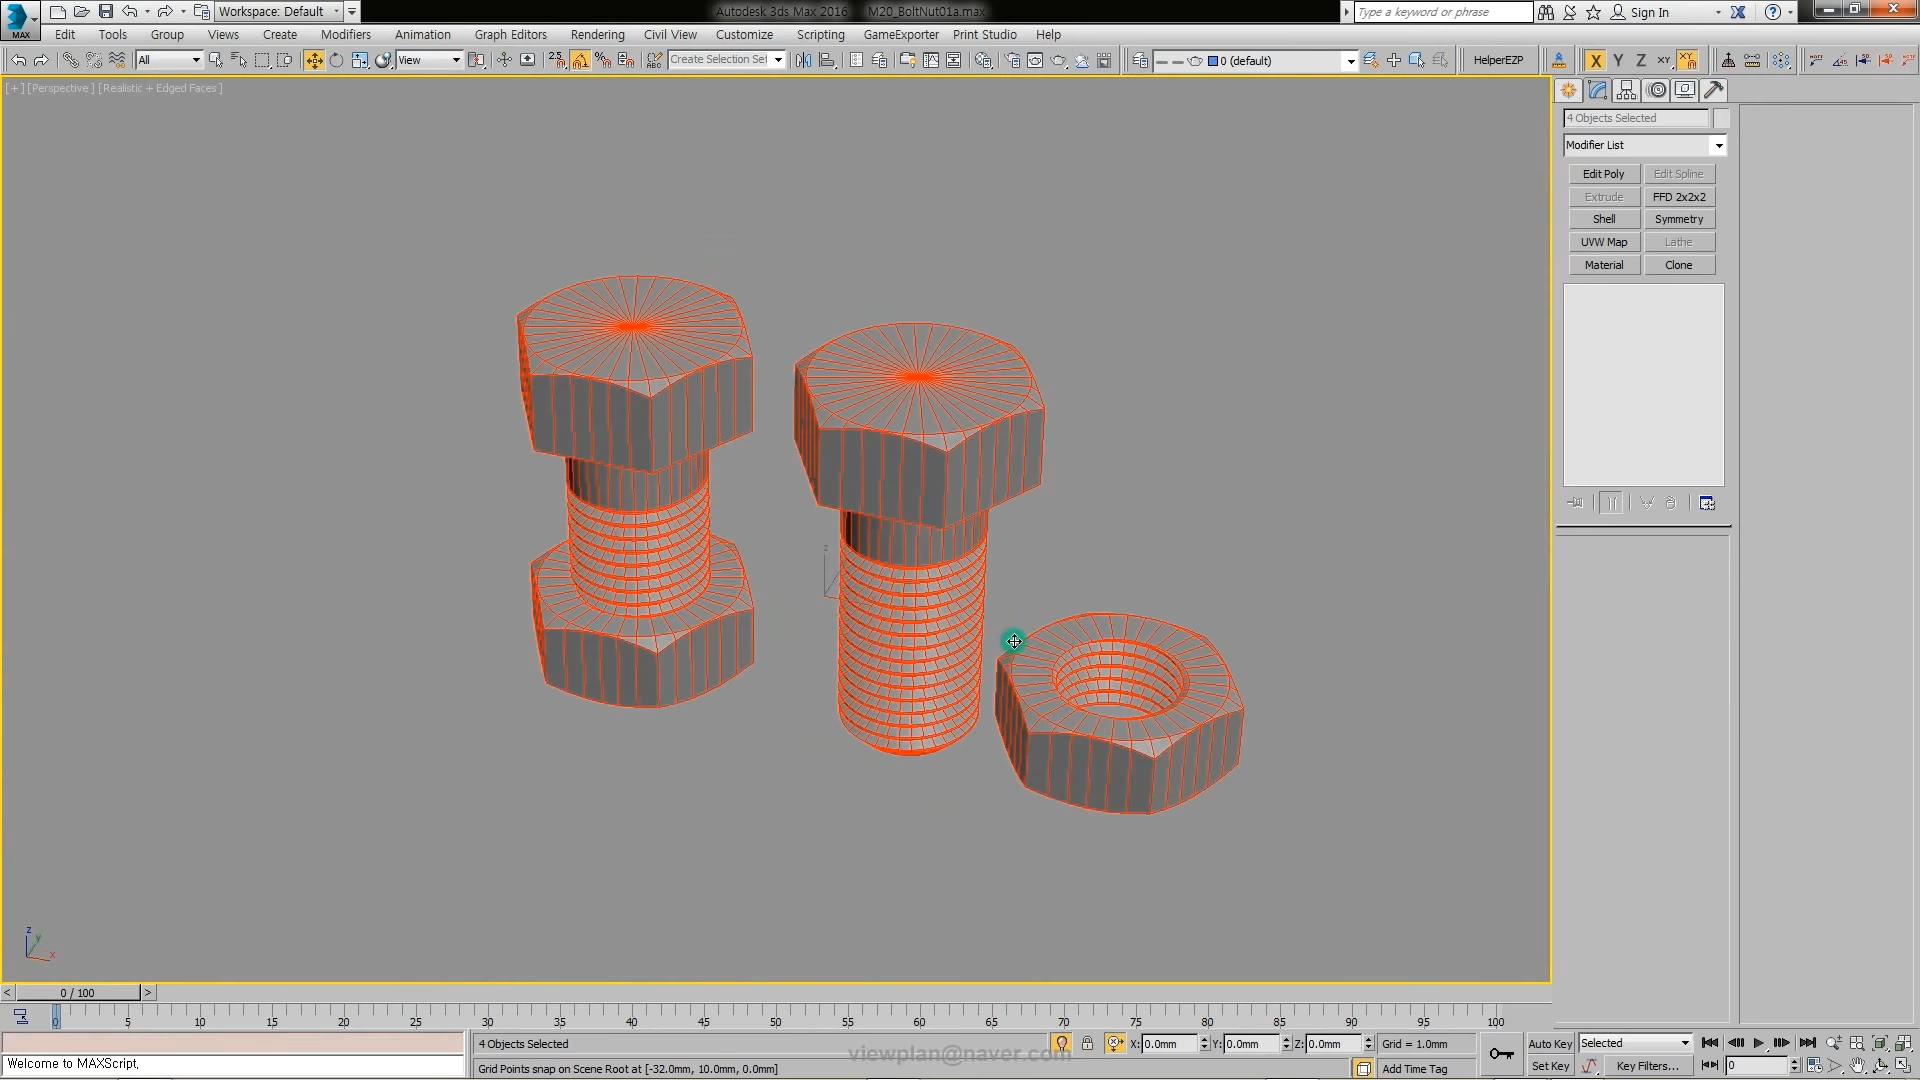 Workspace: Default
Autodesk 3ds Max 2016 M20_BoltNut01a.max
Type a keyword or phrase
Sign In
MAX
Edit Tools Group Views Create Modifiers Animation Graph Editors Rendering Civil View Customize Scripting GameExporter Print Studio Help
All
View
2.5
Create Selection Set
0 (default)
HelperEZP
X Y Z XY XY
[+] [Perspective ] [Realistic + Edged Faces ]
4 Objects Selected
Modifier List
Edit Poly Edit Spline
Extrude FFD 2x2x2
Shell Symmetry
UVW Map Lathe
Material Clone
z
z
y
x
< 0 / 100 >
0 5 10 15 20 25 30 35 40 45 50 55 60 65 70 75 80 85 90 95 100
4 Objects Selected
X: 0.0mm Y: 0.0mm Z: 0.0mm
Grid = 1.0mm
Auto Key
Selected
viewplan@naver.com
Welcome to MAXScript,
Grid Points snap on Scene Root at [-32.0mm, 10.0mm, 0.0mm]
Add Time Tag
Set Key
Key Filters...
0